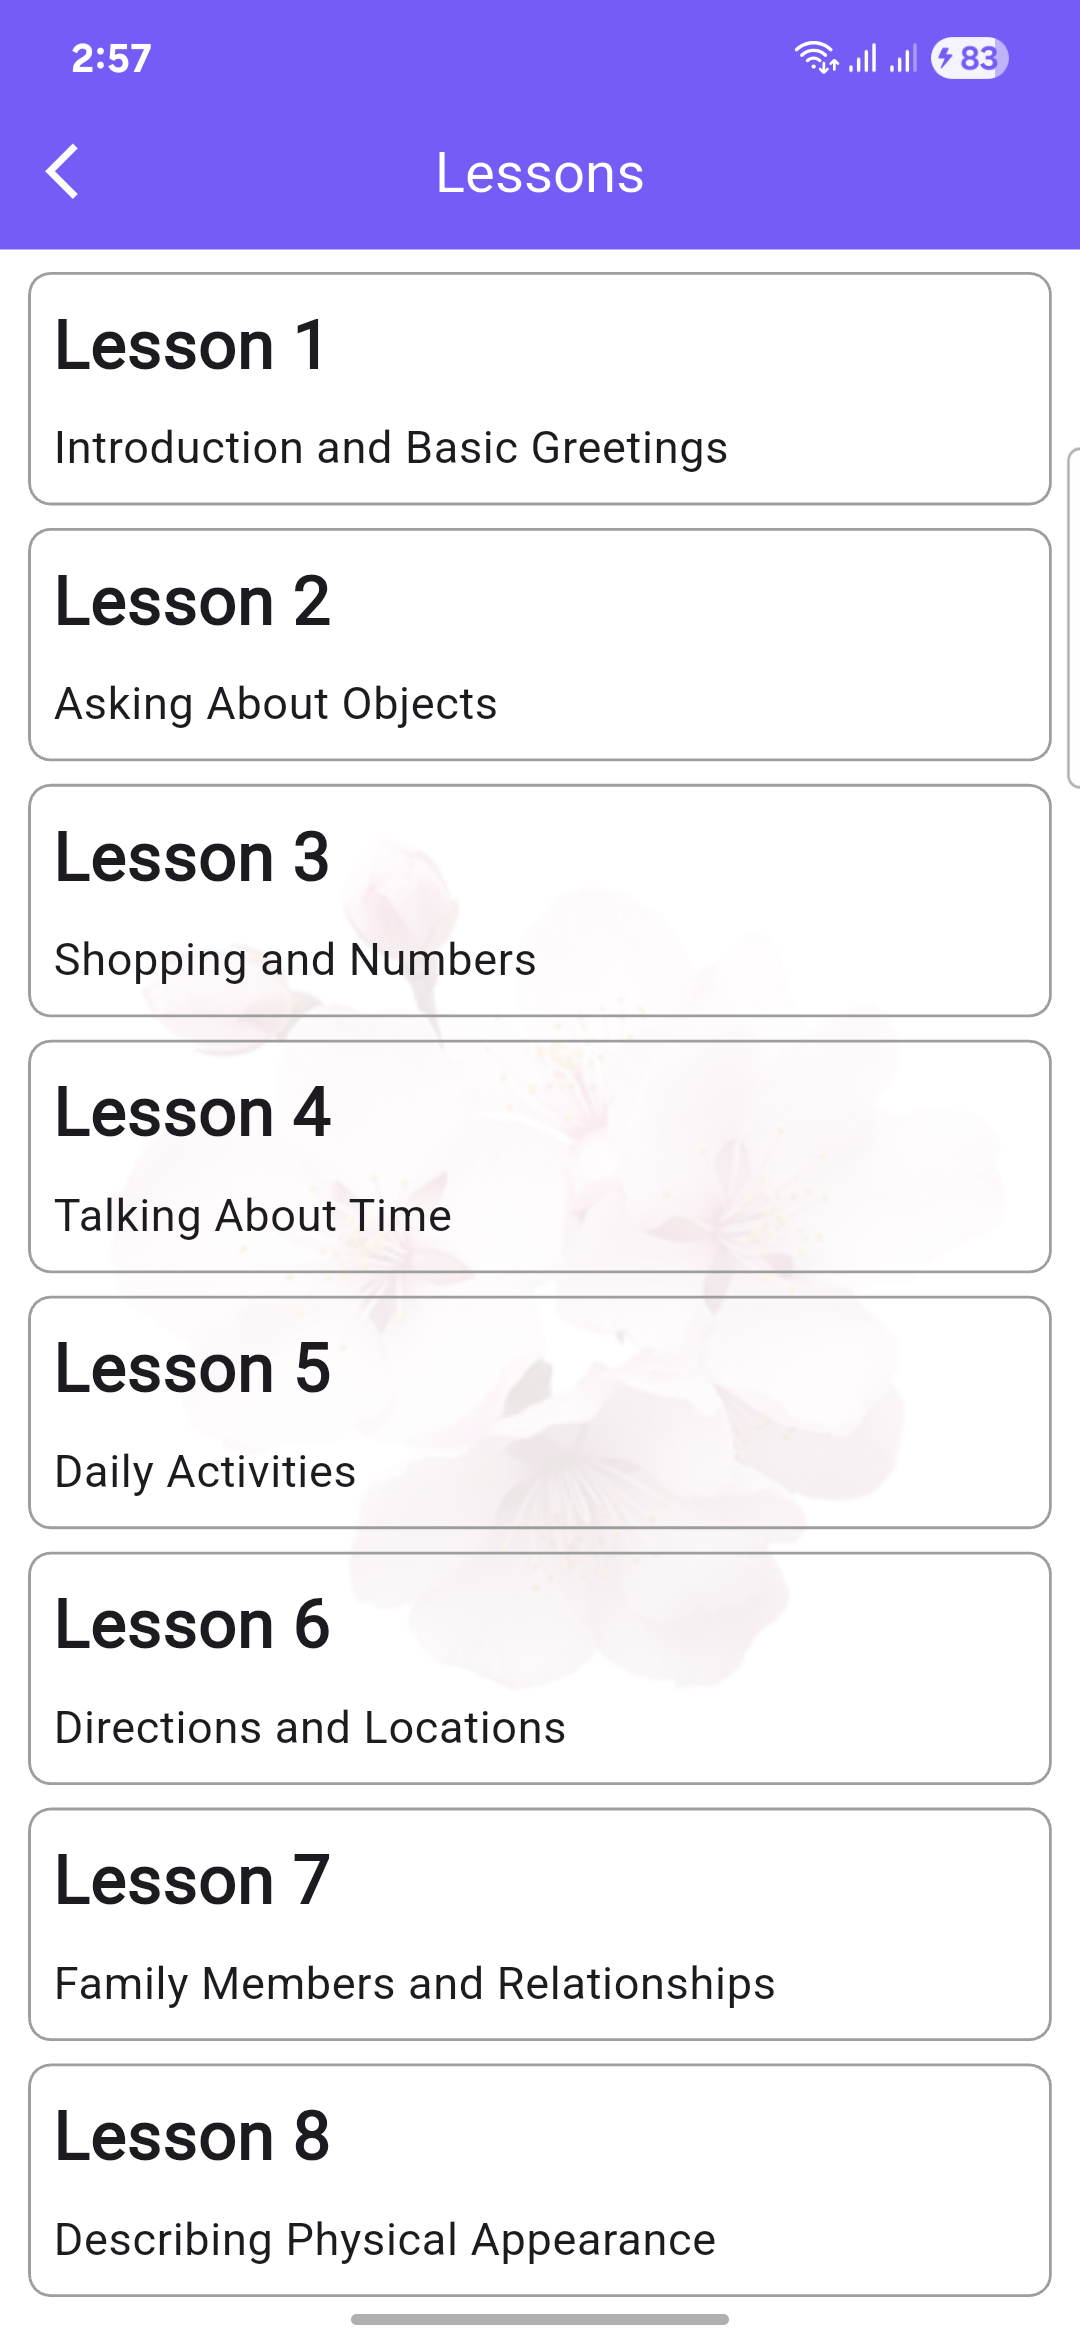 2:57
83
Lessons
Lesson 1
Introduction and Basic Greetings
Lesson 2
Asking About Objects
Lesson 3
Shopping and Numbers
Lesson 4
Talking About Time
Lesson 5
Daily Activities
Lesson 6
Directions and Locations
Lesson 7
Family Members and Relationships
Lesson 8
Describing Physical Appearance